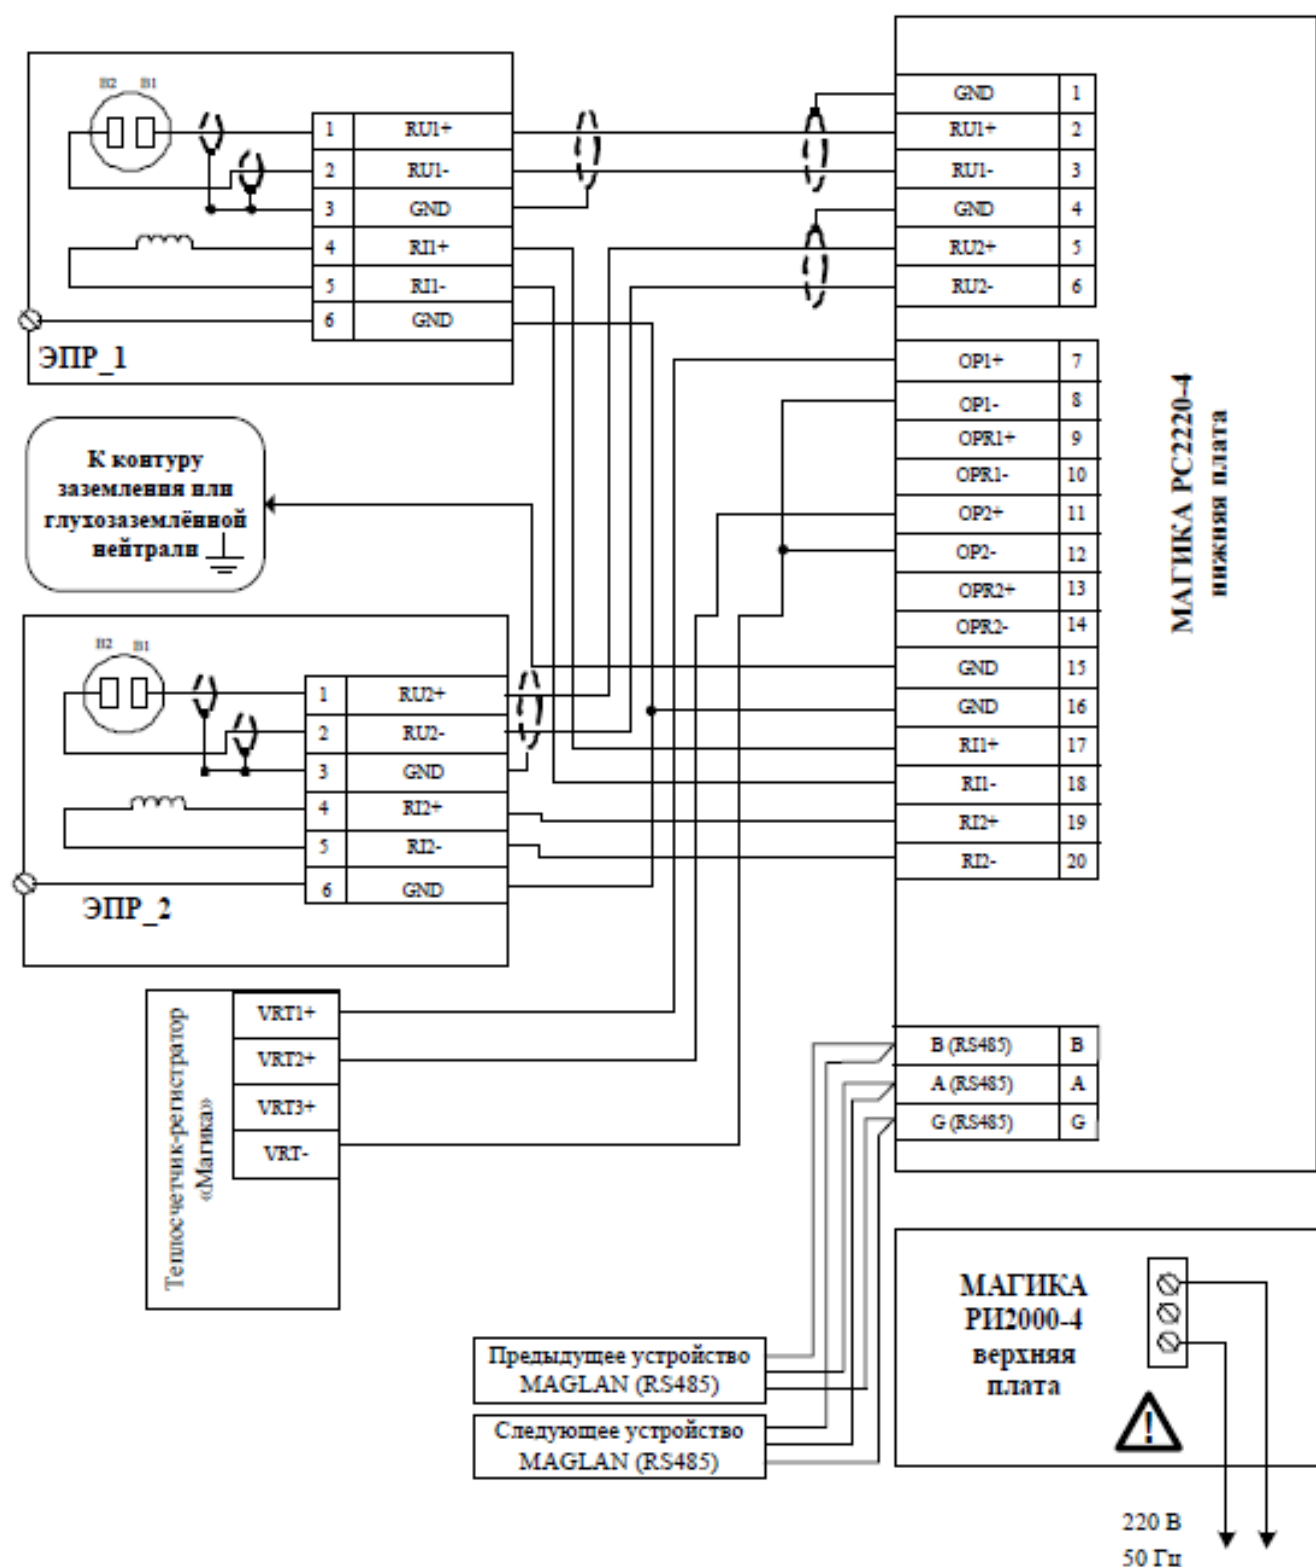 B2 B1
1 RU1+
2 RU1-
3 GND
4 RI1+
5 RI1-
6 GND
ЭПР_1
К контуру
заземления или
глухозаземлённой
нейтрали
B2 B1
1 RU2+
2 RU2-
3 GND
4 RI2+
5 RI2-
6 GND
ЭПР_2
Теплосчетчик-регистратор
«Магика»
VRT1+
VRT2+
VRT3+
VRT-
GND 1
RU1+ 2
RU1- 3
GND 4
RU2+ 5
RU2- 6
OP1+ 7
OP1- 8
OPR1+ 9
OPR1- 10
OP2+ 11
OP2- 12
OPR2+ 13
OPR2- 14
GND 15
GND 16
RI1+ 17
RI1- 18
RI2+ 19
RI2- 20
МАГИКА РС2220-4
нижняя плата
B (RS485) B
A (RS485) A
G (RS485) G
Предыдущее устройство
MAGLAN (RS485)
Следующее устройство
MAGLAN (RS485)
МАГИКА
РИ2000-4
верхняя
плата
!
220 В
50 Гц